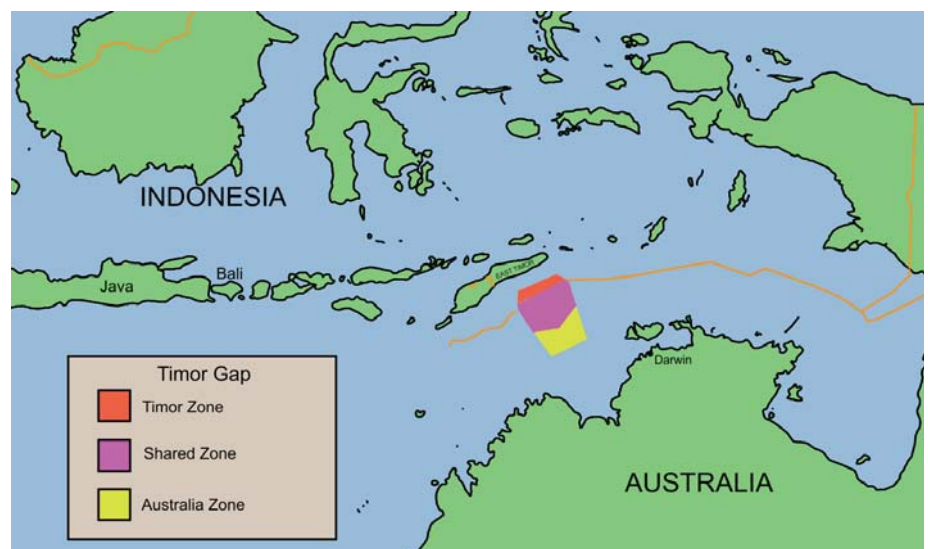 INDONESIA
EAST TIMOR
Bali
Java
Darwin
Timor Gap
Timor Zone
Shared Zone
Australia Zone
AUSTRALIA